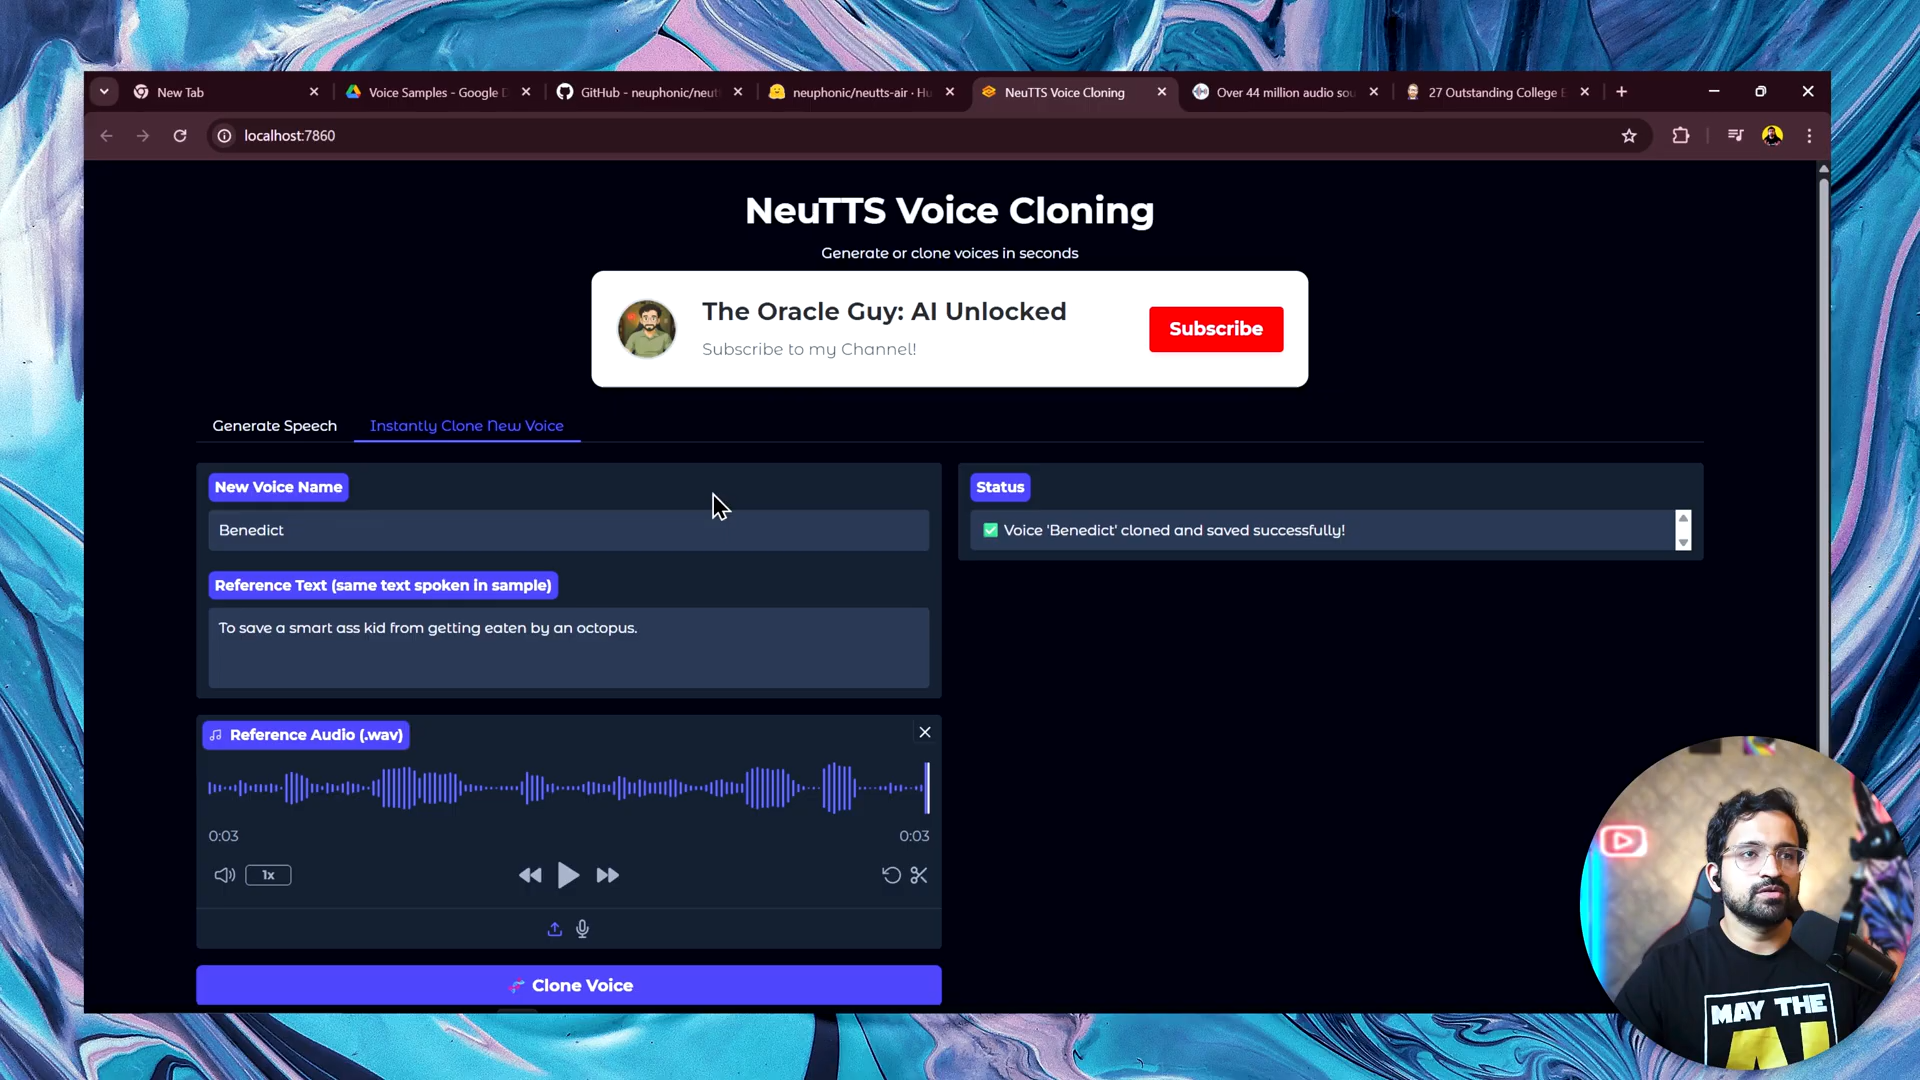 New Tab
Voice Samples - Google D
GitHub - neuphonic/neut
neuphonic/neutts-air · Hu
NeuTTS Voice Cloning
Over 44 million audio sou
27 Outstanding College E
localhost:7860
NeuTTS Voice Cloning
Generate or clone voices in seconds
The Oracle Guy: AI Unlocked
Subscribe to my Channel!
Subscribe
Generate Speech
Instantly Clone New Voice
New Voice Name
Benedict
Reference Text (same text spoken in sample)
To save a smart ass kid from getting eaten by an octopus.
Status
✅ Voice 'Benedict' cloned and saved successfully!
Reference Audio (.wav)
0:03
0:03
1x
Clone Voice
MAY THE
AI